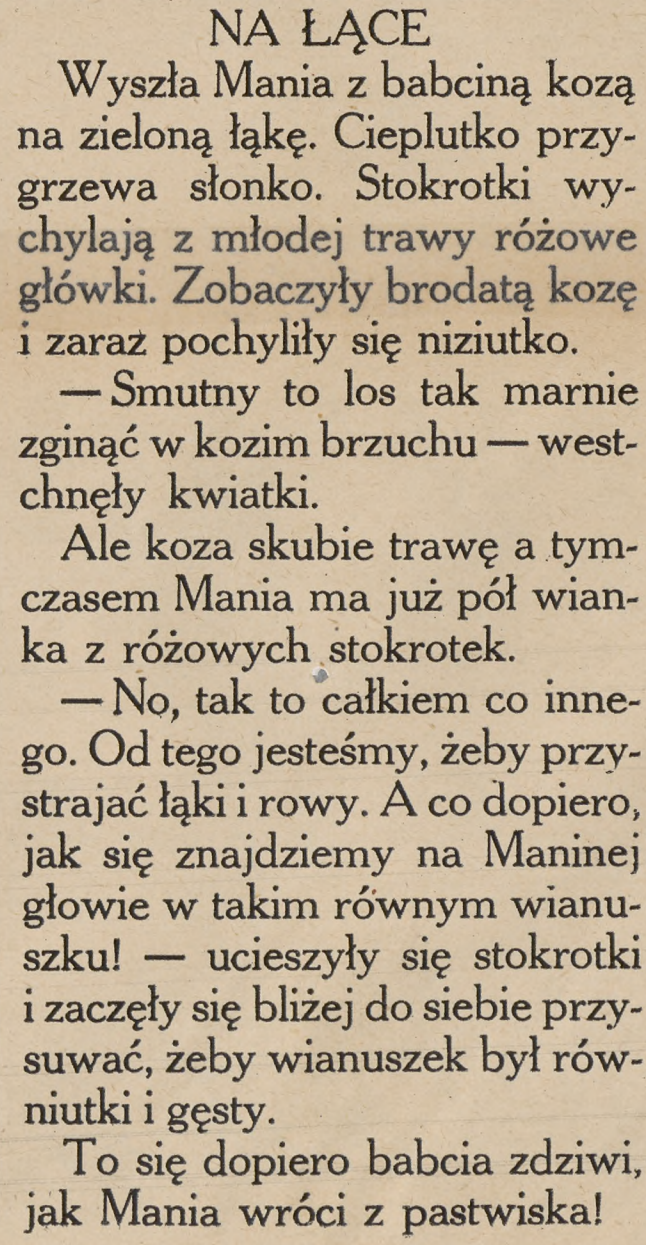 NA ŁĄCE
Wyszła Mania z babciną kozą
na zieloną łąkę. Cieplutko przy-
grzewa słonko. Stokrotki wy-
chylają z młodej trawy różowe
główki. Zobaczyły brodatą kozę
i zaraz pochyliły się niziutko.
— Smutny to los tak marnie
zginąć w kozim brzuchu — west-
chnęły kwiatki.
Ale koza skubie trawę a tym-
czasem Mania ma już pół wian-
ka z różowych stokrotek.
— No, tak to całkiem co inne-
go. Od tego jesteśmy, żeby przy-
strajać łąki i rowy. A co dopiero,
jak się znajdziemy na Maninej
głowie w takim równym wianu-
szku! — ucieszyły się stokrotki
i zaczęły się bliżej do siebie przy-
suwać, żeby wianuszek był rów-
niutki i gęsty.
To się dopiero babcia zdziwi,
jak Mania wróci z pastwiska!